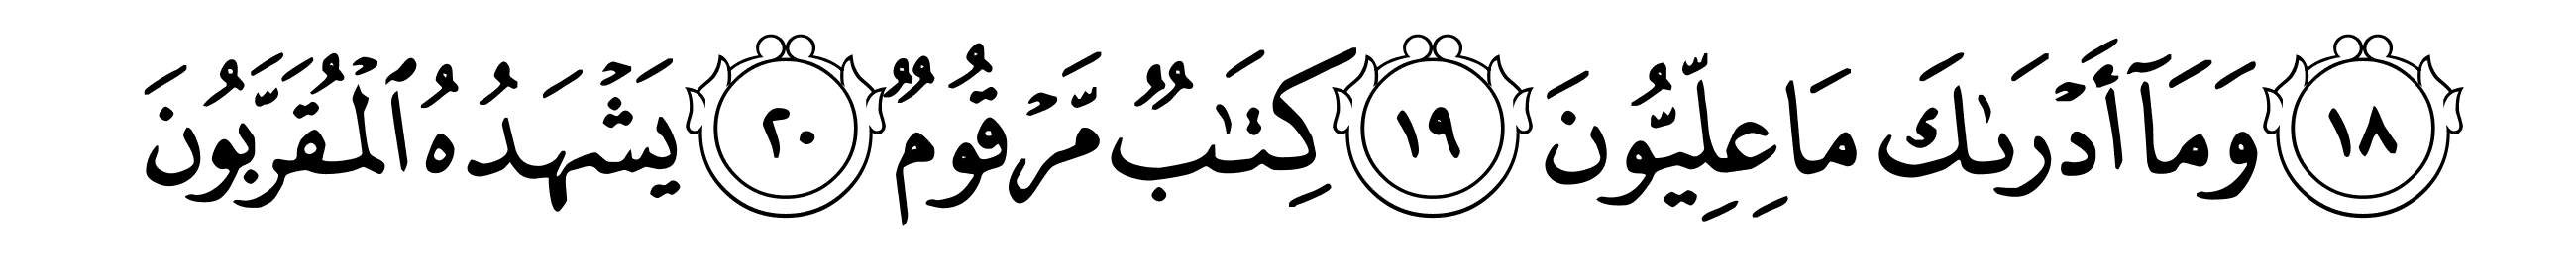 ١٨ وَمَآ أَدْرَىٰكَ مَا عِلِّيُّونَ ١٩ كِتَٰبٌ مَّرْقُومٌ ٢٠ يَشْهَدُهُ ٱلْمُقَرَّبُونَ